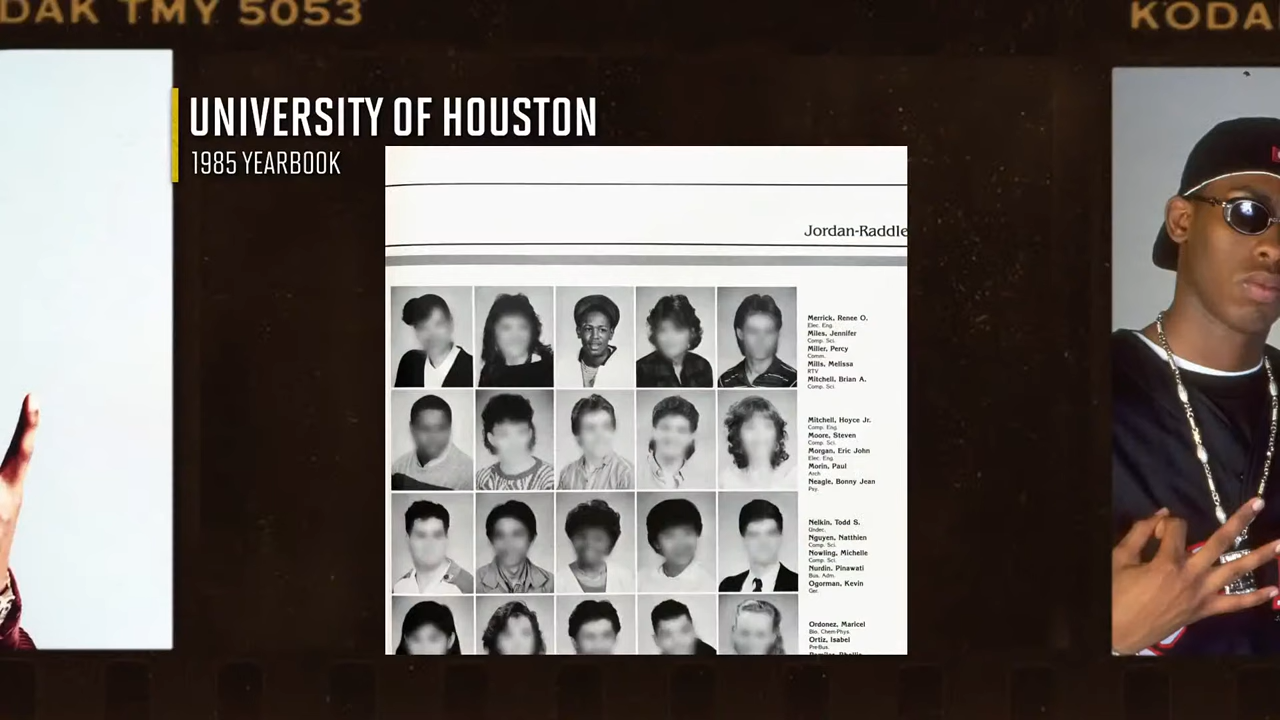 DAK TMY 5053
KODA
UNIVERSITY OF HOUSTON
1985 YEARBOOK
Jordan-Raddle
Merrick, Renee O.
Elec. Eng.
Miles, Jennifer
Comp. Sci.
Miller, Percy
Comm.
Mills, Melissa
RTV
Mitchell, Brian A.
Comp. Sci.
Mitchell, Hoyce Jr.
Comp. Eng.
Moore, Steven
Comp. Sci.
Morgan, Eric John
Elec. Eng.
Morin, Paul
Arch
Neagle, Bonny Jean
Psy.
Nelkin, Todd S.
Under.
Nguyen, Natthien
Comp. Sci.
Nowling, Michelle
Comp. Sci.
Nurdin, Pinawati
Bus. Adm.
Ogorman, Kevin
Ger.
Ordonez, Maricel
Bio. Chem-Phys.
Ortiz, Isabel
Pre-Bus.